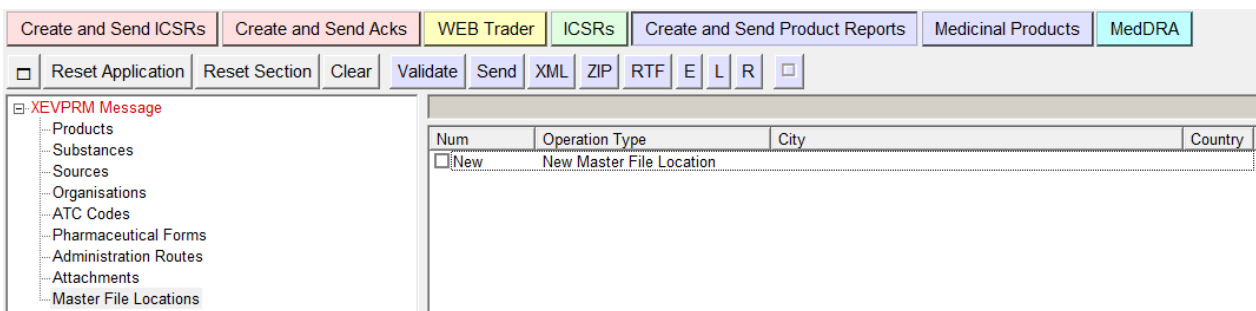 Create and Send ICSRs Create and Send Acks WEB Trader ICSRs Create and Send Product Reports Medicinal Products MedDRA
Reset Application Reset Section Clear Validate Send XML ZIP RTF E L R
XEVPRM Message
Products
Substances
Sources
Organisations
ATC Codes
Pharmaceutical Forms
Administration Routes
Attachments
Master File Locations
Num Operation Type City Country
New New Master File Location